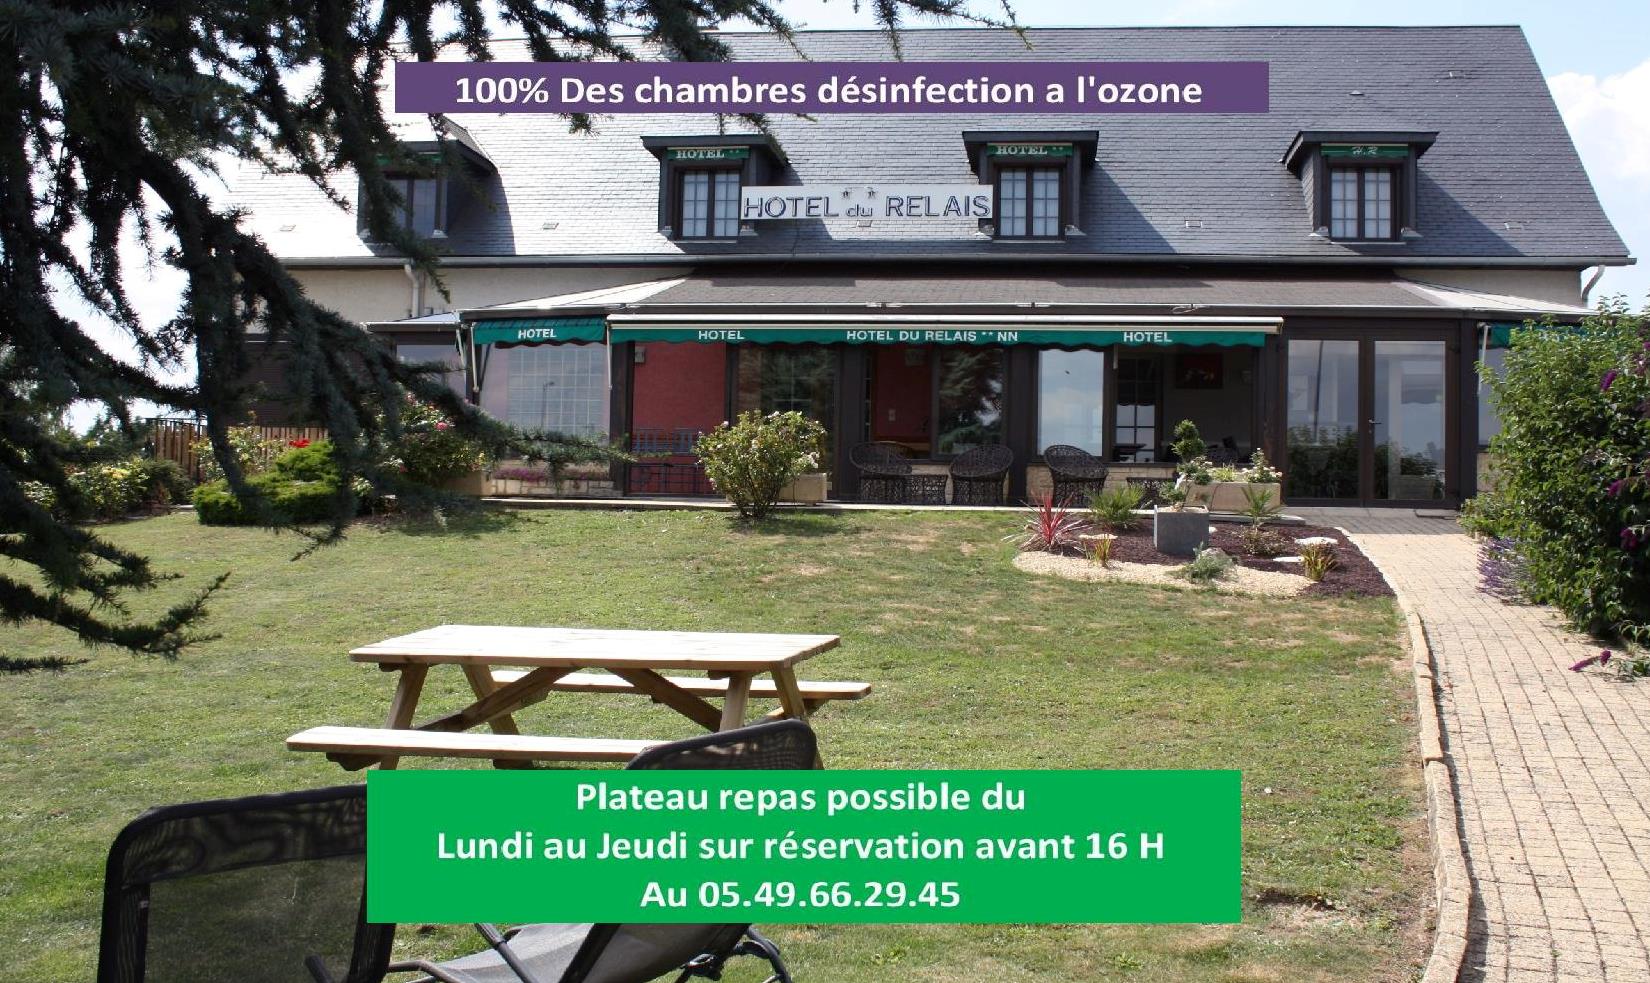 100% Des chambres désinfection a l'ozone
HOTEL **
HOTEL **
H.R
HOTEL du RELAIS
HOTEL
HOTEL
HOTEL DU RELAIS ** NN
HOTEL
Plateau repas possible du
Lundi au Jeudi sur réservation avant 16 H
Au 05.49.66.29.45